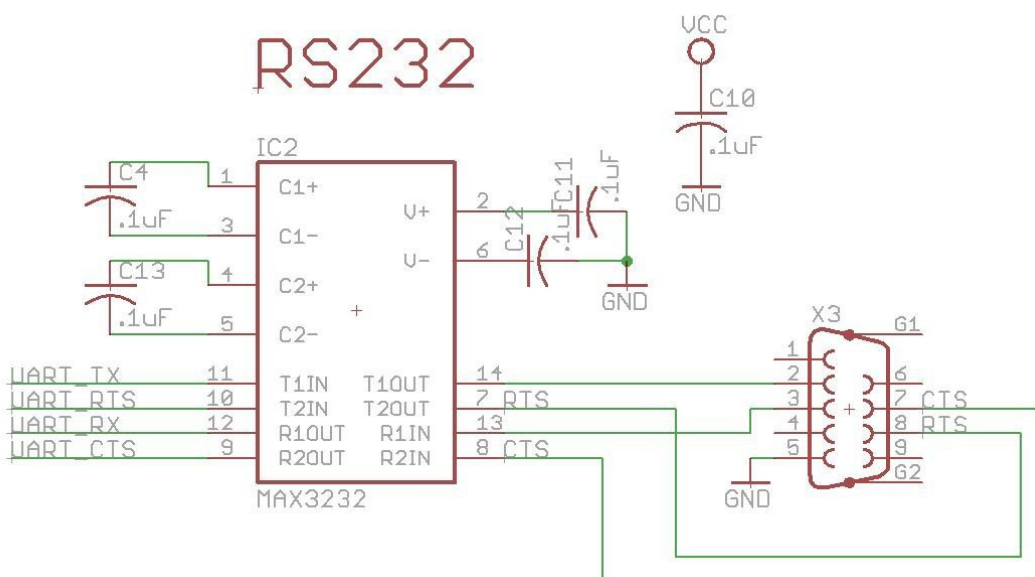 RS232
VCC
C10
.1uF
GND
IC2
C4
.1uF
1
3
C1+
C1-
C13
.1uF
4
5
C2+
C2-
V+
V-
2
6
C11
.1uF
C12
.1uF
GND
UART_TX 11 T1IN T1OUT 14
UART_RTS 10 T2IN T2OUT 7 RTS
UART_RX 12 R1OUT R1IN 13
UART_CTS 9 R2OUT R2IN 8 CTS
MAX3232
X3
G1
1
2 6
3 7 CTS
4 8 RTS
5 9
GND
G2